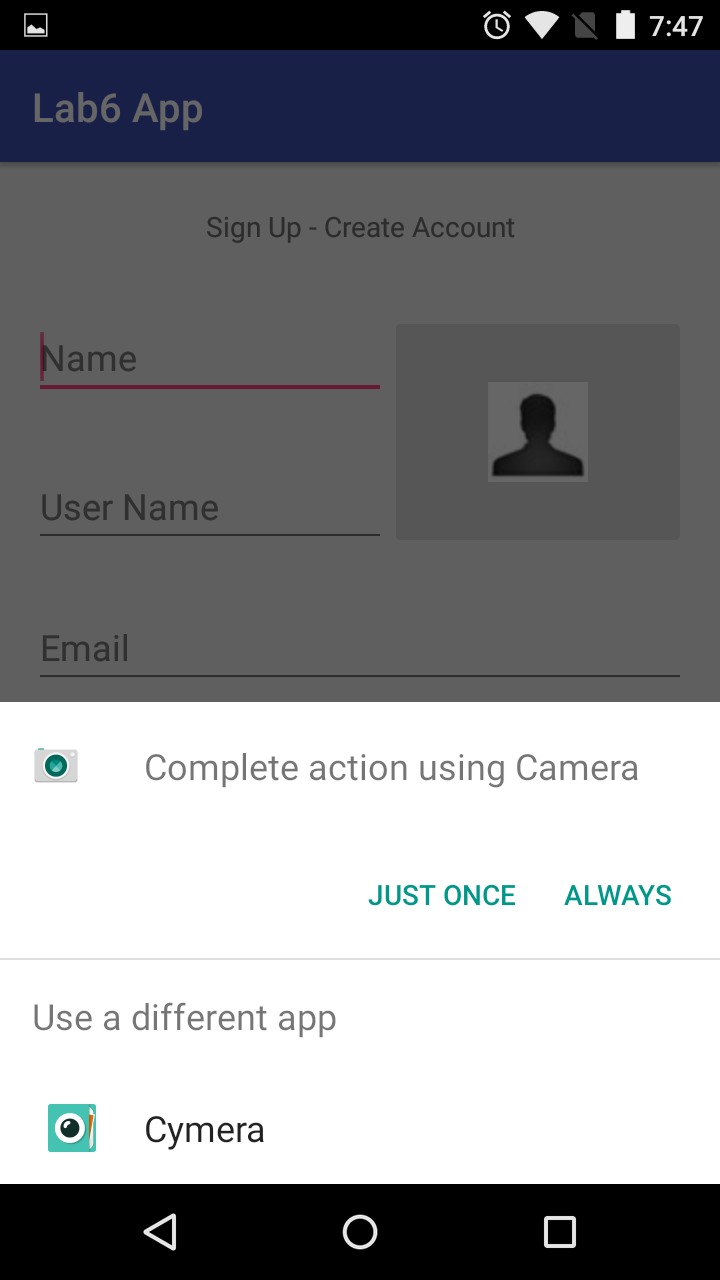 7:47
Lab6 App
Sign Up - Create Account
Name
User Name
Email
Complete action using Camera
JUST ONCE ALWAYS
Use a different app
Cymera